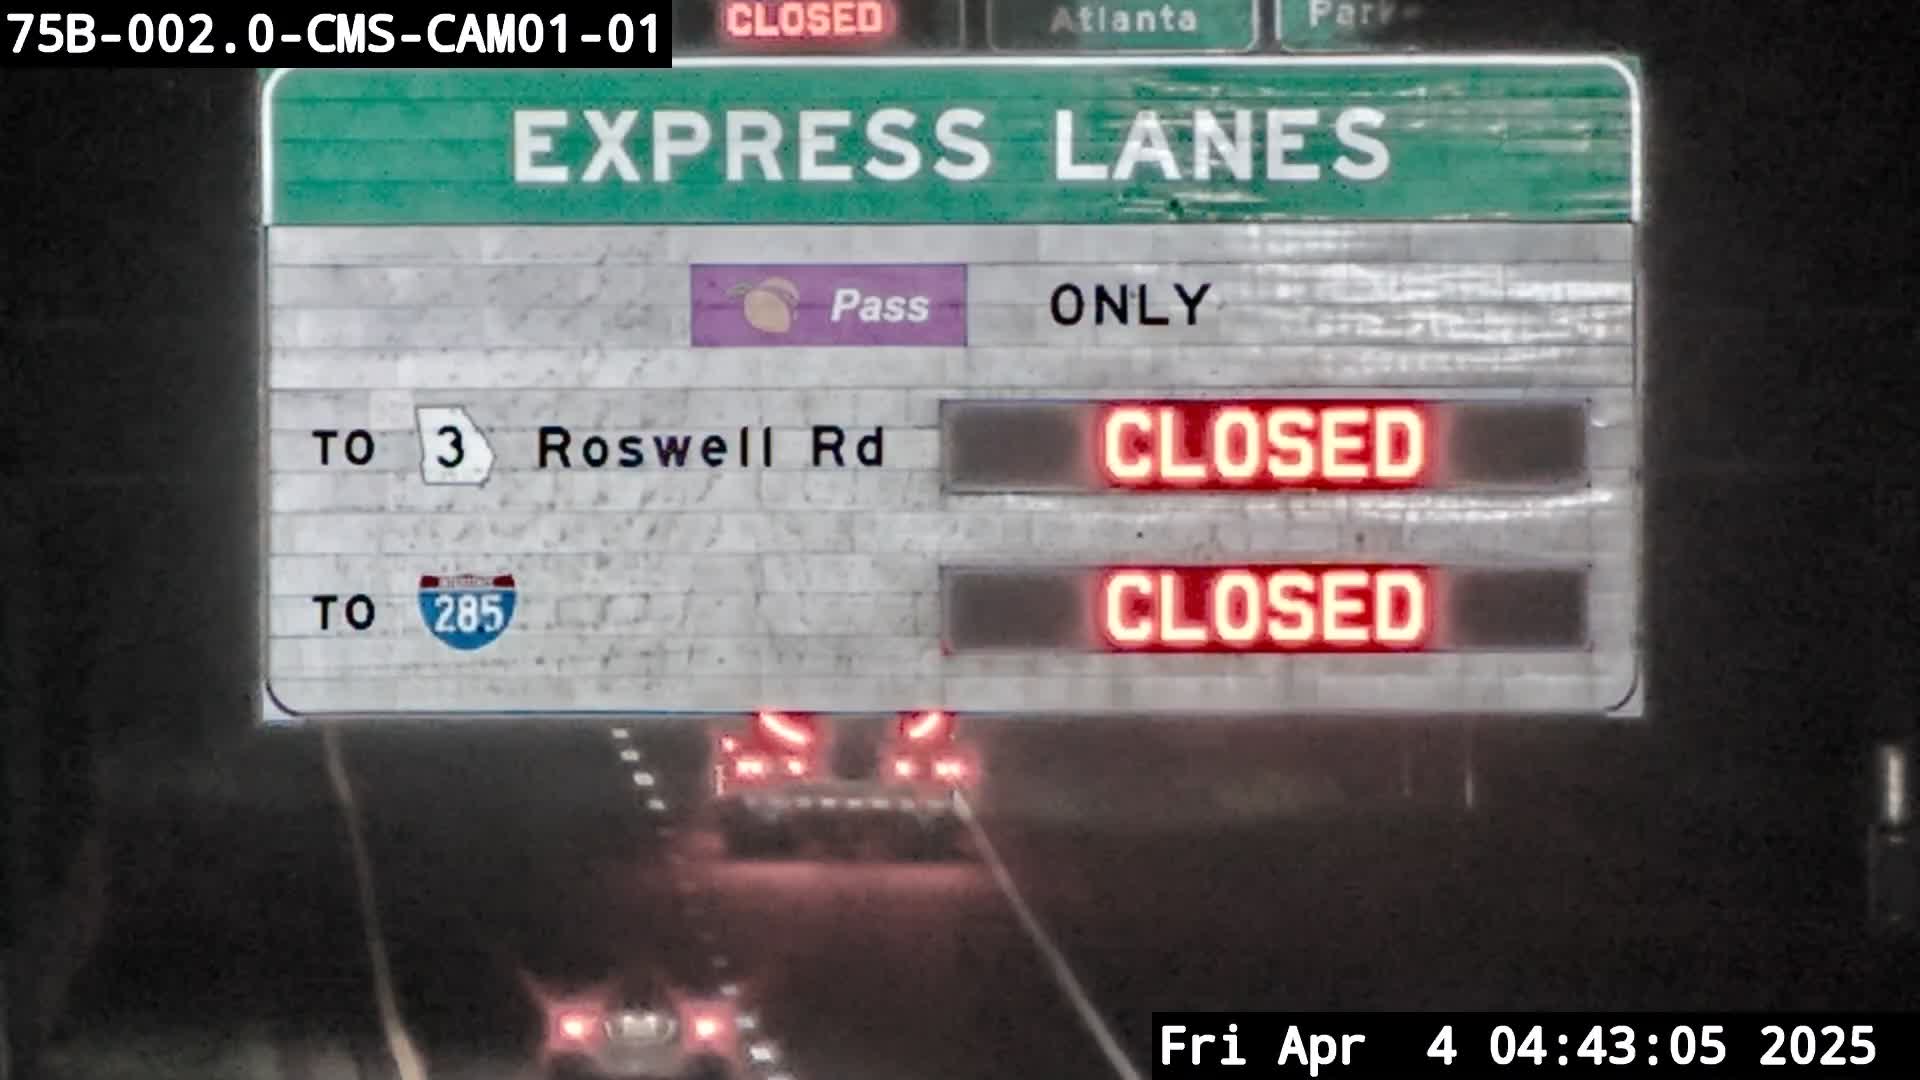 75B-002.0-CMS-CAM01-01
CLOSED
Atlanta
EXPRESS LANES
Pass ONLY
TO 3 Roswell Rd CLOSED
TO 285 CLOSED
Fri Apr 4 04:43:05 2025